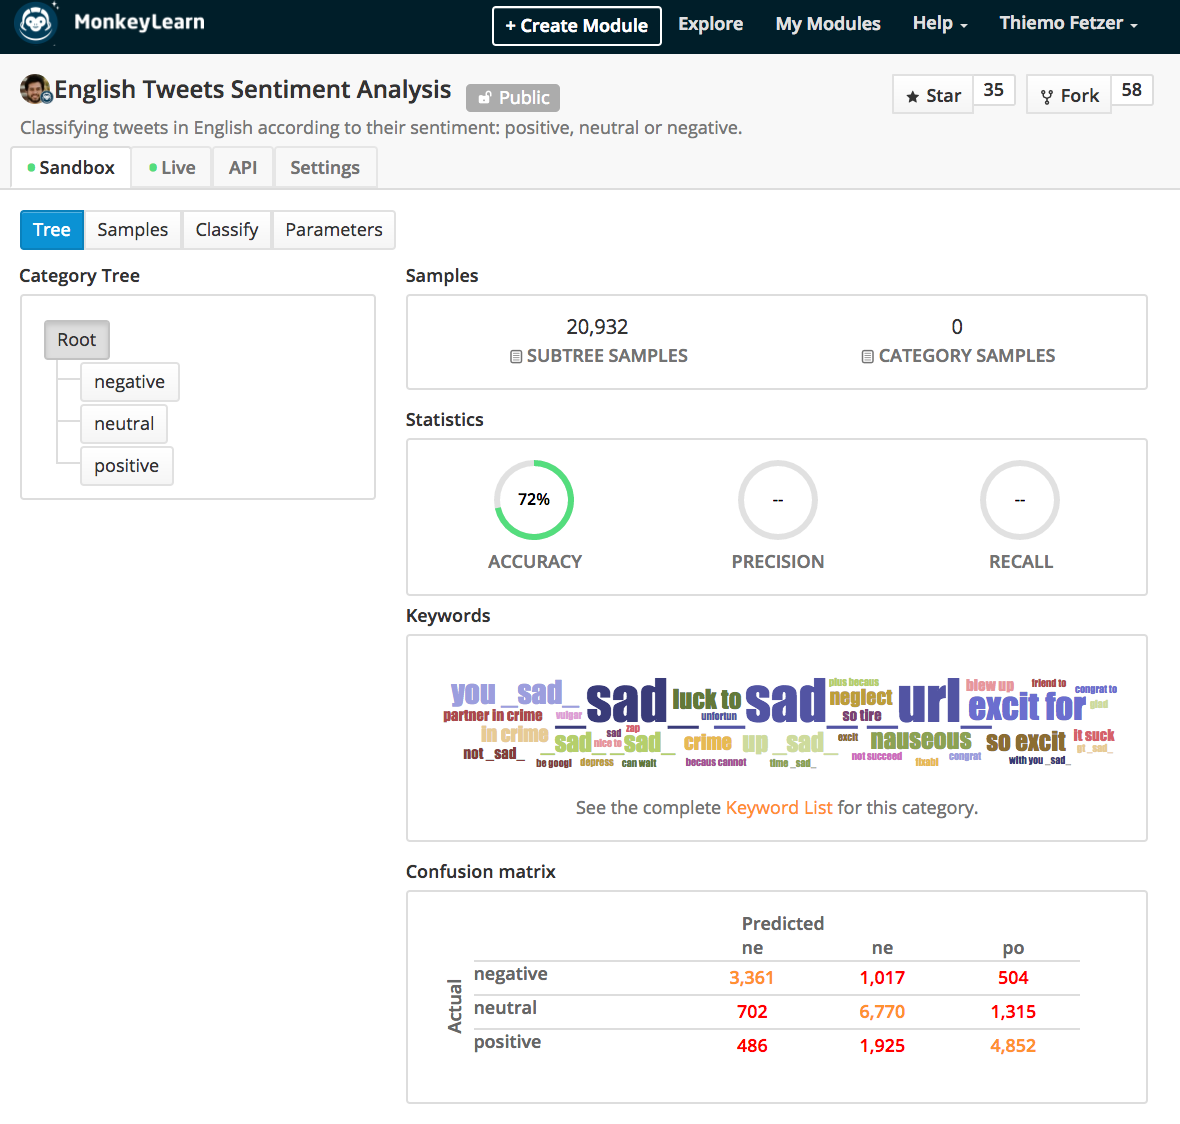 MonkeyLearn
+ Create Module
Explore
My Modules
Help
Thiemo Fetzer
English Tweets Sentiment Analysis
Public
Star
35
Fork
58
Classifying tweets in English according to their sentiment: positive, neutral or negative.
Sandbox
Live
API
Settings
Tree
Samples
Classify
Parameters
Category Tree
Root
negative
neutral
positive
Samples
20,932
0
SUBTREE SAMPLES
CATEGORY SAMPLES
Statistics
72%
--
--
ACCURACY
PRECISION
RECALL
Keywords
you _sad_
sad
luck to
sad__
plus becaus
neglect
url__
blew up
friend to
congrat to
partner in crime
vulgar
unfortun
so tire
excit for
glad
in crime
_sad_
sad
zap
nice to
sad_
crime
up _sad_
excit
nauseous
so excit
it suck
gt _sad_
not _sad_
be googl
depress
can wait
becaus cannot
time _sad_
not succeed
congrat
with you _sad_
See the complete Keyword List for this category.
Confusion matrix
Predicted
ne ne po
Actual
negative 3,361 1,017 504
neutral 702 6,770 1,315
positive 486 1,925 4,852